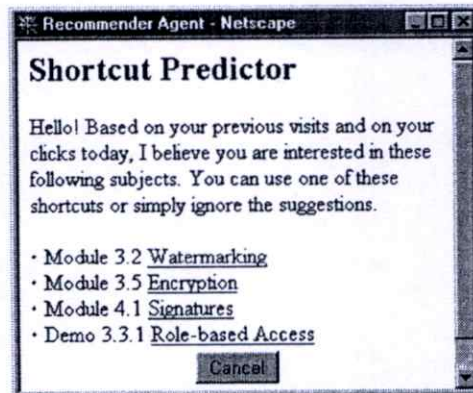 Recommender Agent - Netscape
Shortcut Predictor
Hello! Based on your previous visits and on your
clicks today, I believe you are interested in these
following subjects. You can use one of these
shortcuts or simply ignore the suggestions.
· Module 3.2 Watermarking
· Module 3.5 Encryption
· Module 4.1 Signatures
· Demo 3.3.1 Role-based Access
Cancel